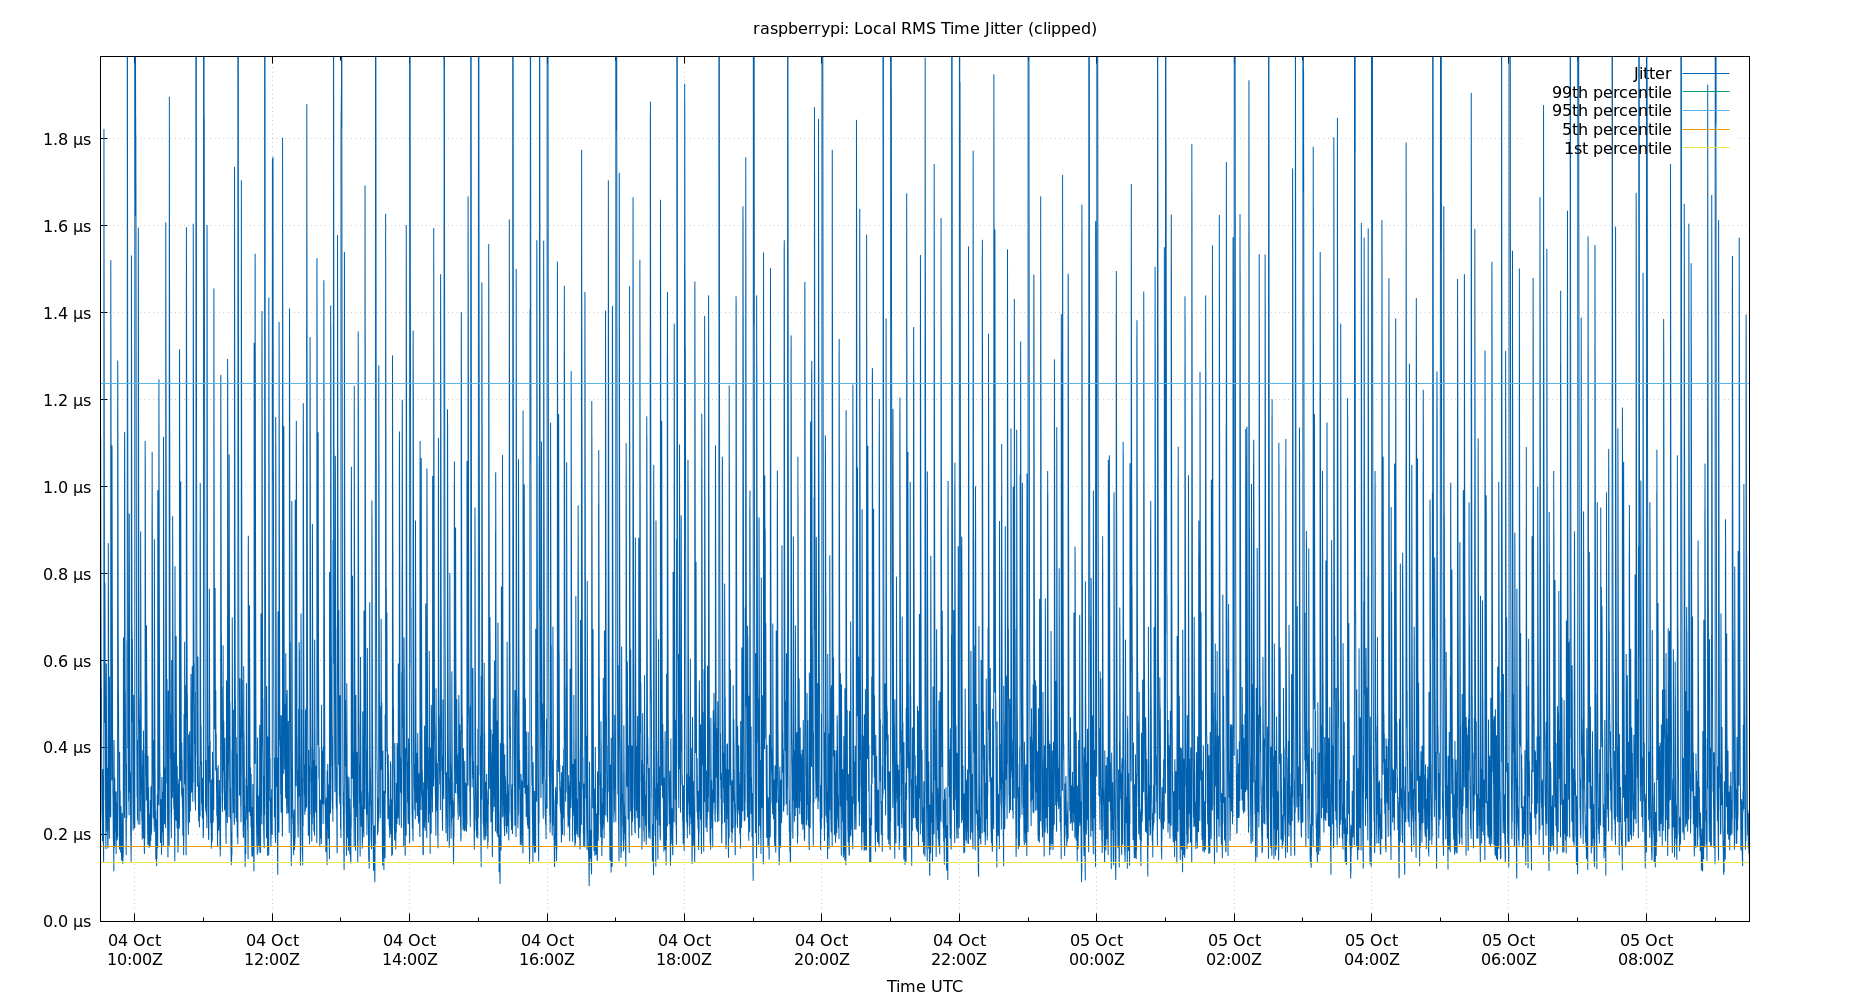 raspberrypi: Local RMS Time Jitter (clipped)
Jitter
99th percentile
95th percentile
5th percentile
1st percentile
1.8 μs
1.6 μs
1.4 μs
1.2 μs
1.0 μs
0.8 μs
0.6 μs
0.4 μs
0.2 μs
0.0 μs
04 Oct 04 Oct 04 Oct 04 Oct 04 Oct 04 Oct 04 Oct 05 Oct 05 Oct 05 Oct 05 Oct 05 Oct
10:00Z 12:00Z 14:00Z 16:00Z 18:00Z 20:00Z 22:00Z 00:00Z 02:00Z 04:00Z 06:00Z 08:00Z
Time UTC